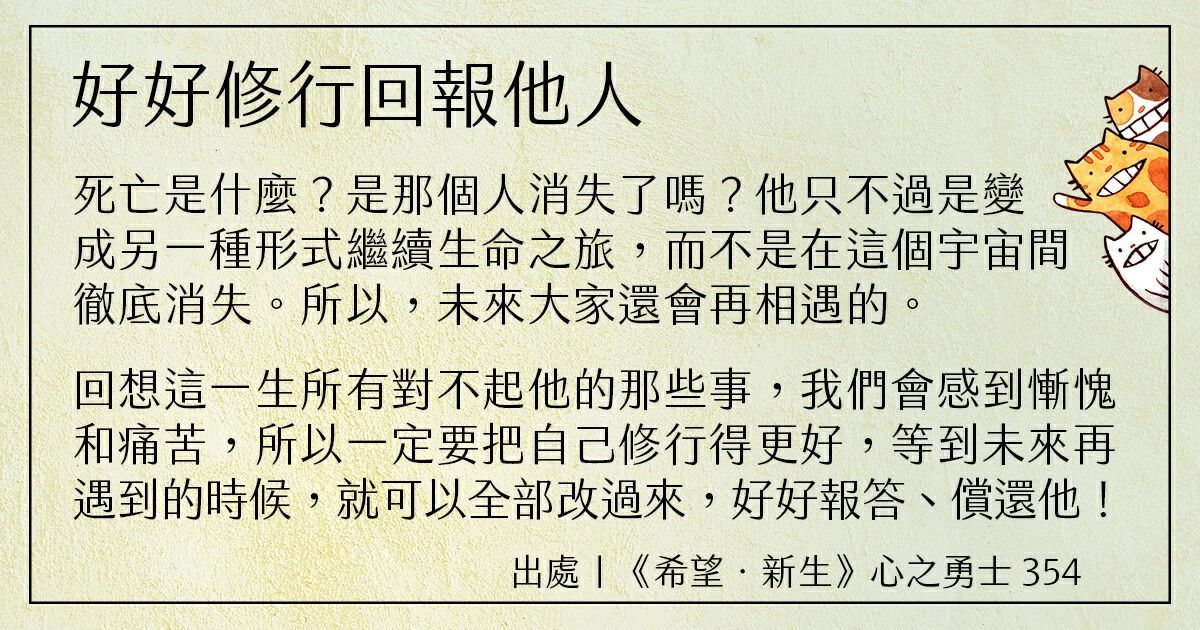 好好修行回報他人
死亡是什麼？是那個人消失了嗎？他只不過是變
成另一種形式繼續生命之旅，而不是在這個宇宙間
徹底消失。所以，未來大家還會再相遇的。
回想這一生所有對不起他的那些事，我們會感到慚愧
和痛苦，所以一定要把自己修行得更好，等到未來再
遇到的時候，就可以全部改過來，好好報答、償還他！
出處｜《希望．新生》心之勇士 354